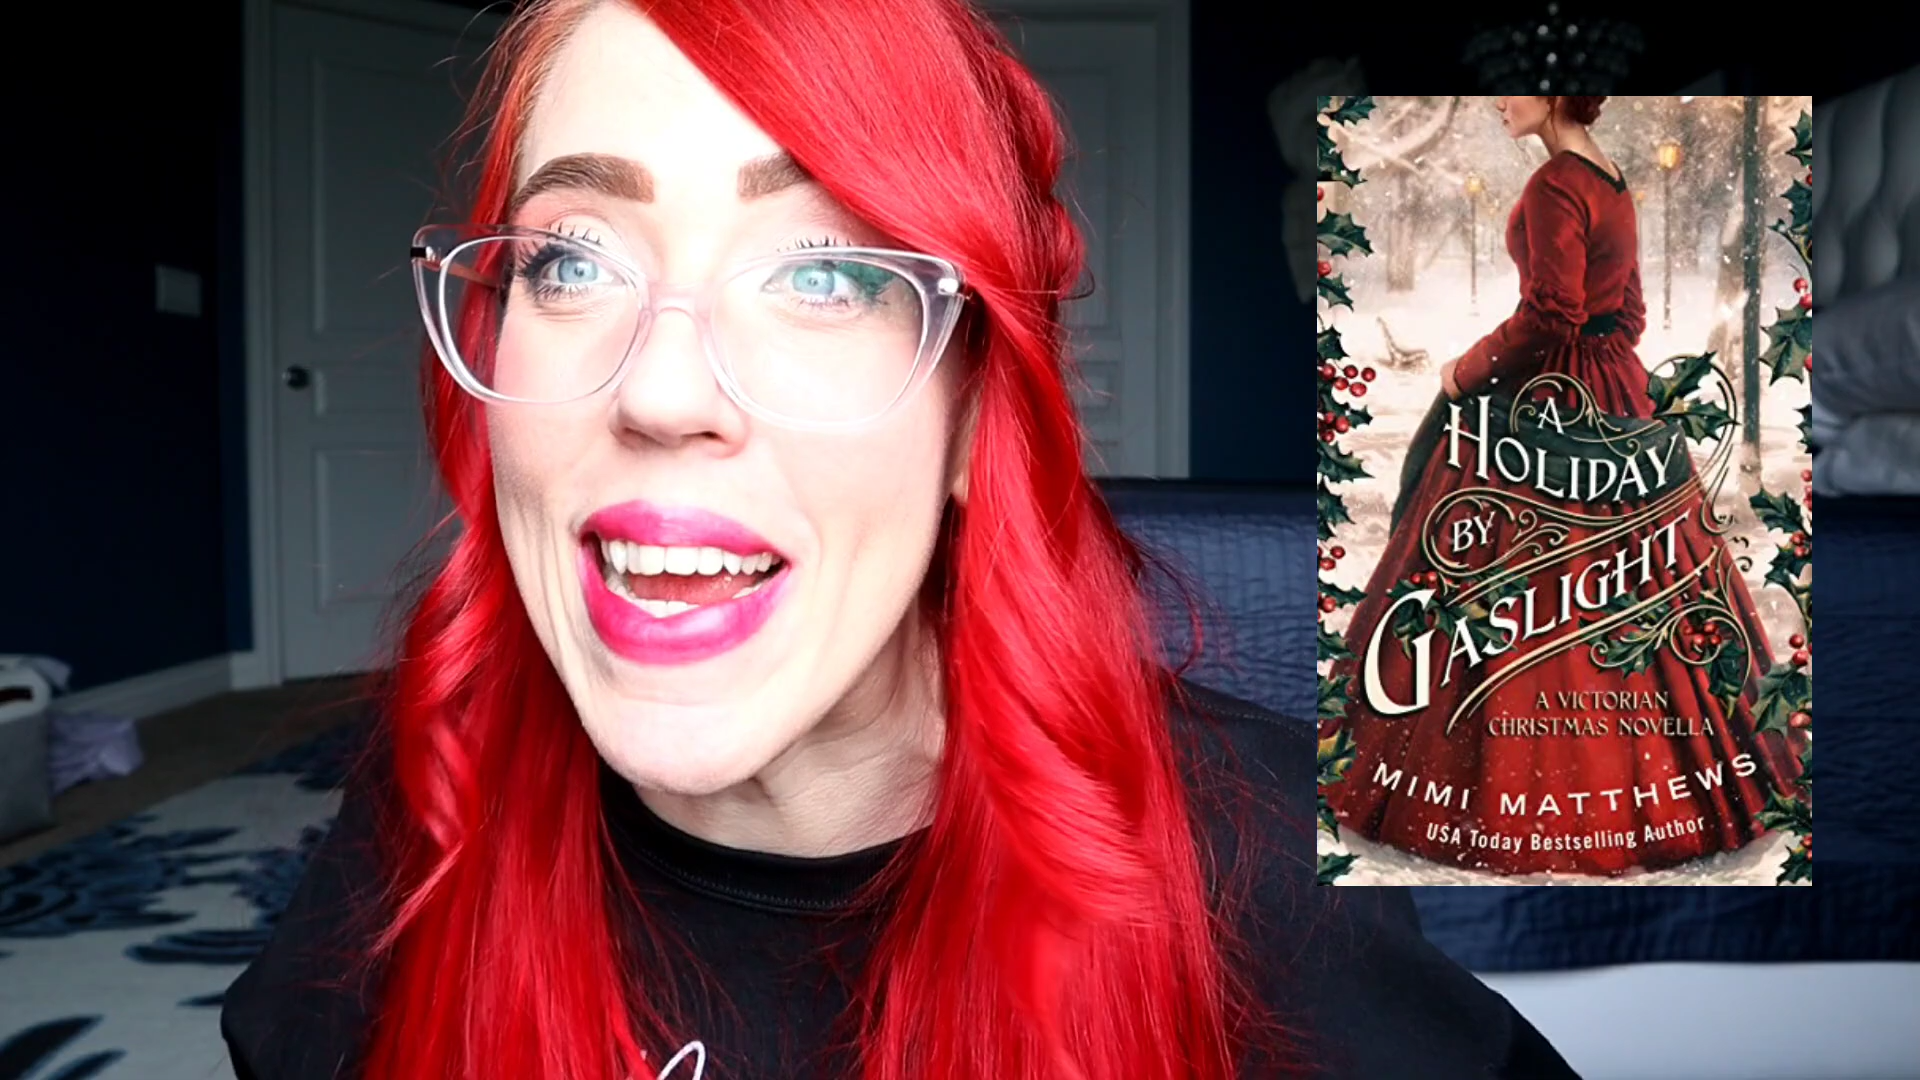 A
HOLIDAY
BY
GASLIGHT
A VICTORIAN
CHRISTMAS NOVELLA
MIMI MATTHEWS
USA Today Bestselling Author